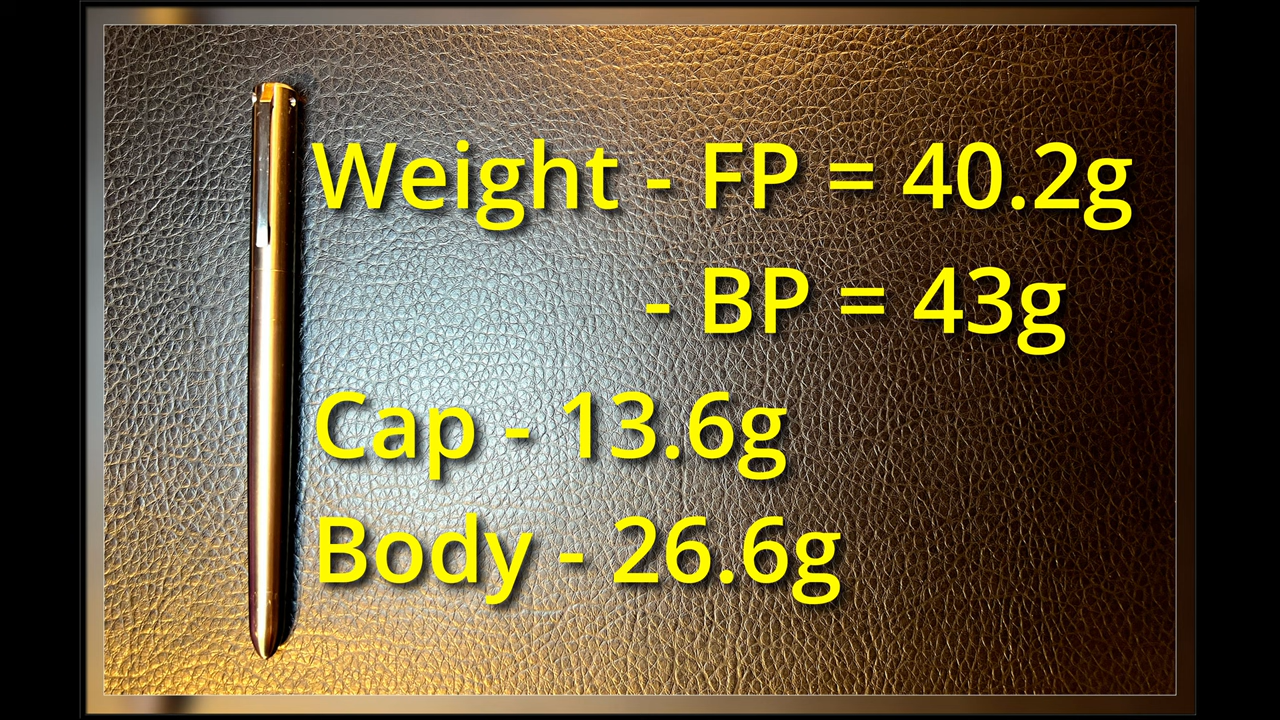 Weight - FP = 40.2g
- BP = 43g
Cap - 13.6g
Body - 26.6g